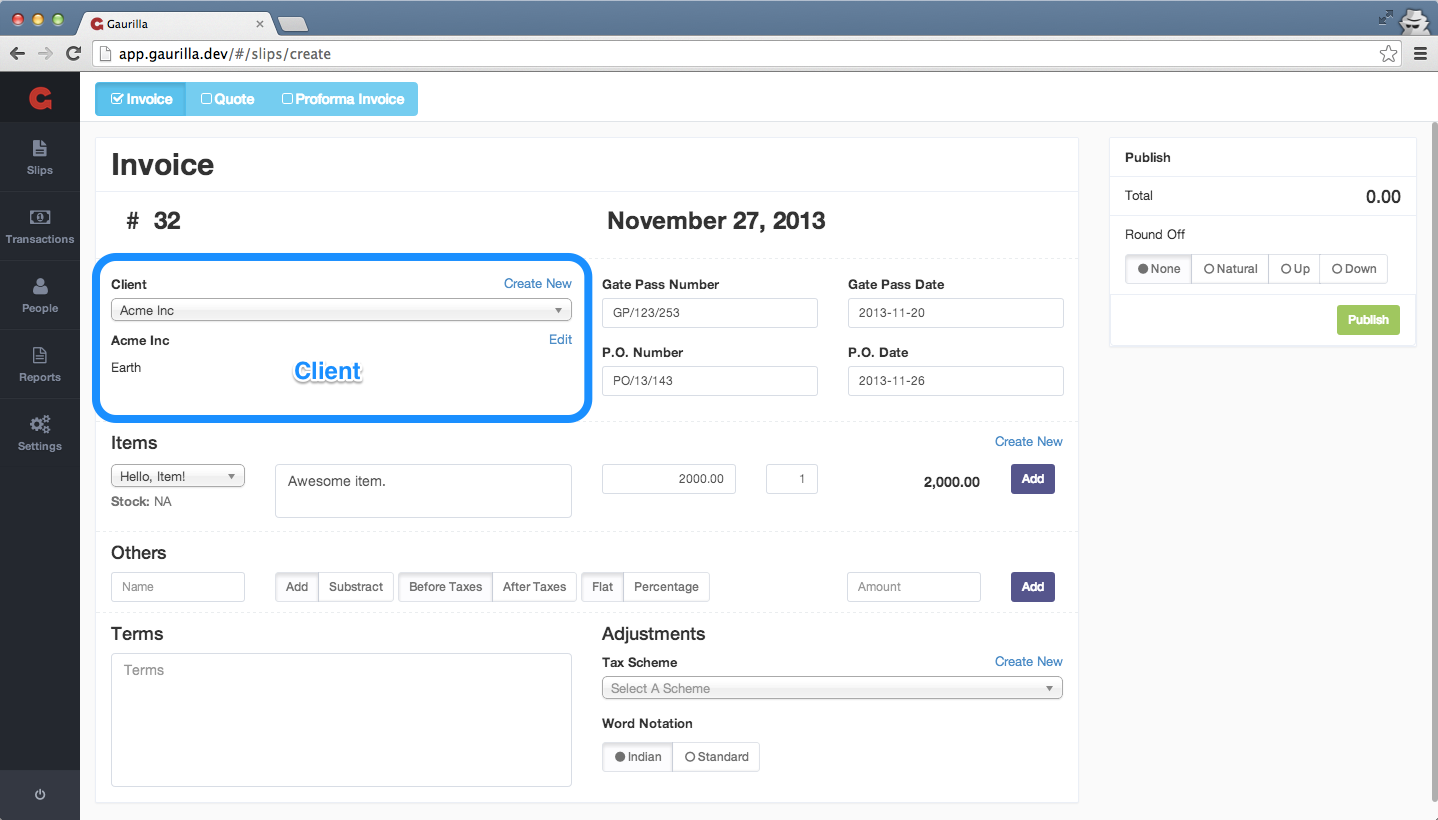 Gaurilla
app.gaurilla.dev/#/slips/create
Invoice Quote Proforma Invoice
Slips
Transactions
People
Reports
Settings
Invoice
# 32 November 27, 2013
Client Create New
Acme Inc
Acme Inc Edit
Earth
Client
Gate Pass Number Gate Pass Date
GP/123/253 2013-11-20
P.O. Number P.O. Date
PO/13/143 2013-11-26
Items Create New
Hello, Item! Awesome item. 2000.00 1 2,000.00 Add
Stock: NA
Others
Name Add Substract Before Taxes After Taxes Flat Percentage Amount Add
Terms
Terms
Adjustments
Tax Scheme Create New
Select A Scheme
Word Notation
Indian Standard
Publish
Total 0.00
Round Off
None Natural Up Down
Publish